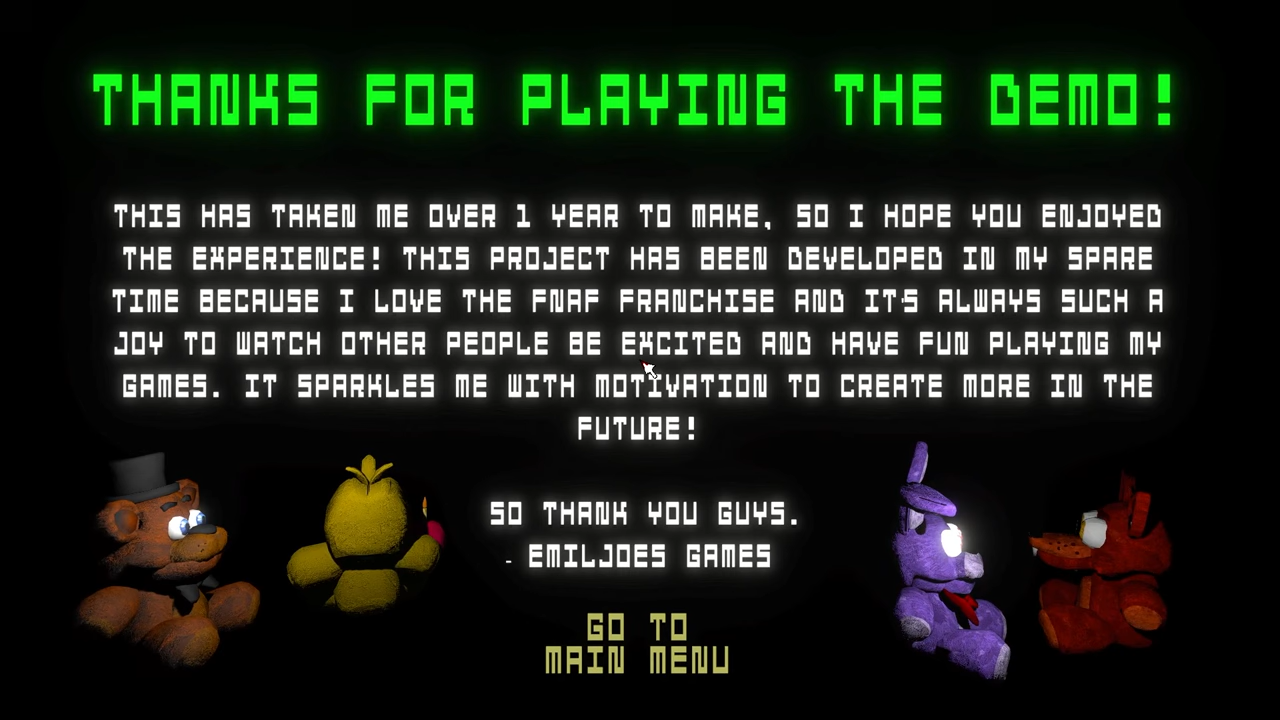 THANKS FOR PLAYING THE DEMO!
THIS HAS TAKEN ME OVER 1 YEAR TO MAKE, SO I HOPE YOU ENJOYED
THE EXPERIENCE! THIS PROJECT HAS BEEN DEVELOPED IN MY SPARE
TIME BECAUSE I LOVE THE FNAF FRANCHISE AND IT'S ALWAYS SUCH A
JOY TO WATCH OTHER PEOPLE BE EXCITED AND HAVE FUN PLAYING MY
GAMES. IT SPARKLES ME WITH MOTIVATION TO CREATE MORE IN THE
FUTURE!
SO THANK YOU GUYS.
- EMILJOES GAMES
GO TO
MAIN MENU